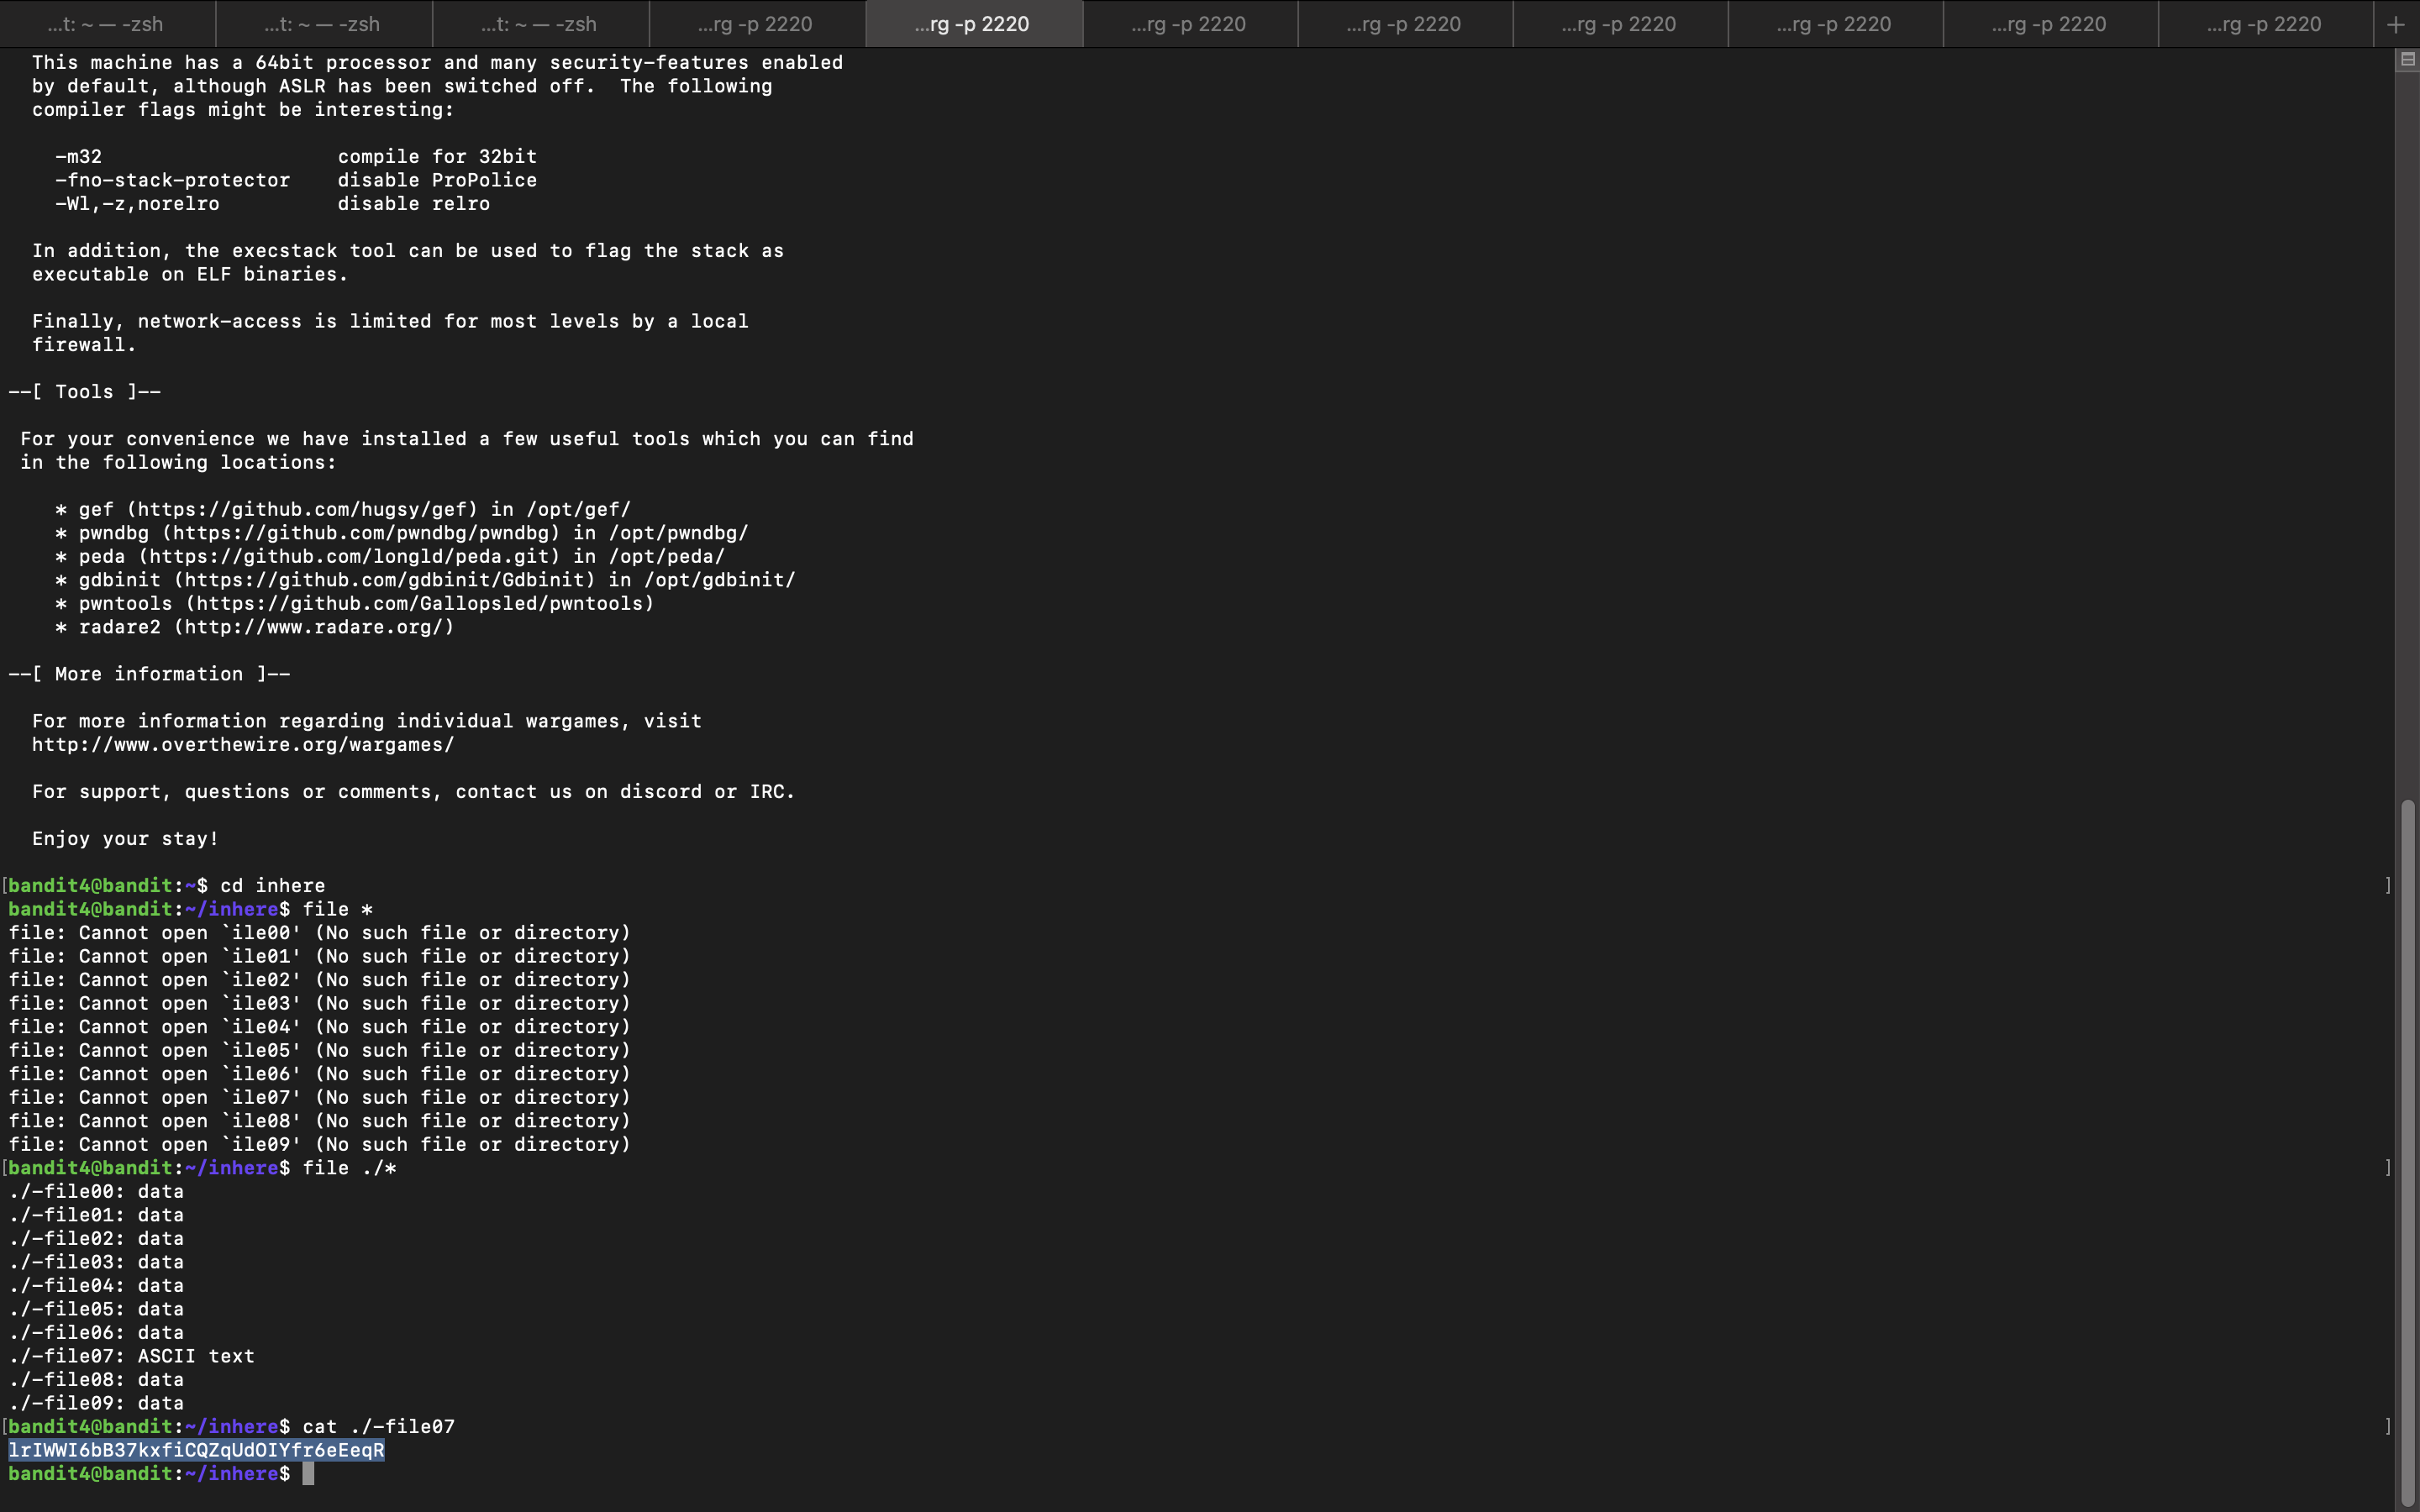 ...t: ~ — -zsh
...t: ~ — -zsh
...t: ~ — -zsh
...rg -p 2220
...rg -p 2220
...rg -p 2220
...rg -p 2220
...rg -p 2220
...rg -p 2220
...rg -p 2220
...rg -p 2220
+
This machine has a 64bit processor and many security-features enabled
by default, although ASLR has been switched off.  The following
compiler flags might be interesting:
-m32                    compile for 32bit
-fno-stack-protector    disable ProPolice
-Wl,-z,norelro          disable relro
In addition, the execstack tool can be used to flag the stack as
executable on ELF binaries.
Finally, network-access is limited for most levels by a local
firewall.
--[ Tools ]--
For your convenience we have installed a few useful tools which you can find
in the following locations:
* gef (https://github.com/hugsy/gef) in /opt/gef/
* pwndbg (https://github.com/pwndbg/pwndbg) in /opt/pwndbg/
* peda (https://github.com/longld/peda.git) in /opt/peda/
* gdbinit (https://github.com/gdbinit/Gdbinit) in /opt/gdbinit/
* pwntools (https://github.com/Gallopsled/pwntools)
* radare2 (http://www.radare.org/)
--[ More information ]--
For more information regarding individual wargames, visit
http://www.overthewire.org/wargames/
For support, questions or comments, contact us on discord or IRC.
Enjoy your stay!
[bandit4@bandit:~$ cd inhere ]
bandit4@bandit:~/inhere$ file *
file: Cannot open `ile00' (No such file or directory)
file: Cannot open `ile01' (No such file or directory)
file: Cannot open `ile02' (No such file or directory)
file: Cannot open `ile03' (No such file or directory)
file: Cannot open `ile04' (No such file or directory)
file: Cannot open `ile05' (No such file or directory)
file: Cannot open `ile06' (No such file or directory)
file: Cannot open `ile07' (No such file or directory)
file: Cannot open `ile08' (No such file or directory)
file: Cannot open `ile09' (No such file or directory)
[bandit4@bandit:~/inhere$ file ./* ]
./-file00: data
./-file01: data
./-file02: data
./-file03: data
./-file04: data
./-file05: data
./-file06: data
./-file07: ASCII text
./-file08: data
./-file09: data
[bandit4@bandit:~/inhere$ cat ./-file07 ]
lrIWWI6bB37kxfiCQZqUdOIYfr6eEeqR
bandit4@bandit:~/inhere$